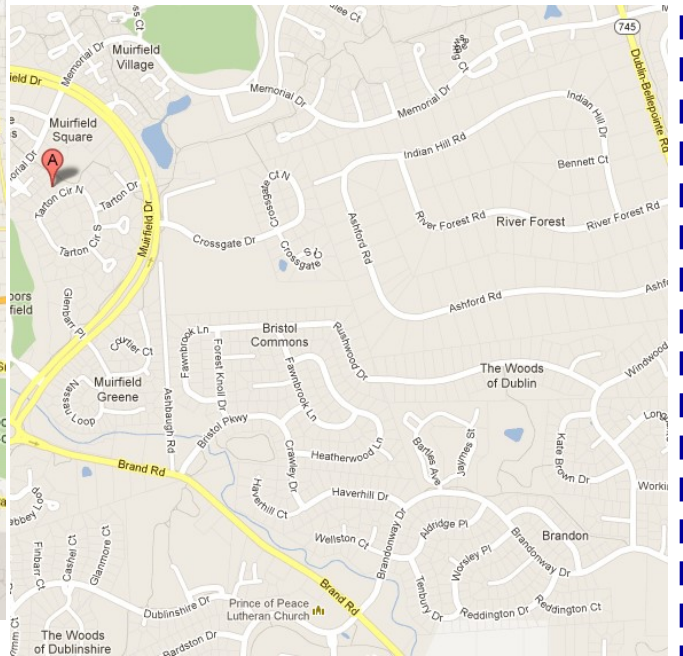 Muirfield
Village
745
Memorial Dr
Memorial Dr
Memorial Dr
Dublin-Bellepointe Rd
Muirfield
Square
Indian Hill Dr
Indian Hill Rd
Bennett Ct
A
Tarton Cir N
Tarton Dr
Crossgate Ct N
Ashford Rd
River Forest Rd
River Forest
River Forest Rd
Tarton Cir S
Muirfield Dr
Crossgate Dr
Crossgate
Ashford Rd
Glenbarr Pl
Courtier Ct
Fawnbrook Ln
Bristol
Commons
Rushwood Dr
Forest Knoll Dr
The Woods
of Dublin
Windwood
Muirfield
Greene
Nassau Loop
Ashbaugh Rd
Fawnbrook Ln
Bristol Pkwy
Heatherwood Ln
Crawley Dr
Bartles Ave
Jaymes St
Kate Brown Dr
Brand Rd
Haverhill Ct
Haverhill Dr
Aldridge Pl
Brandon
Wellston Ct
Brandonway Dr
Worsley Pl
Brandonway Dr
Finbarr Ct
Cashel Ct
Glanmore Ct
Tenbury Dr
Reddington Dr
Reddington Ct
Dublinshire Dr
Prince of Peace
Lutheran Church
Brand Rd
Bardston Dr
The Woods
of Dublinshire